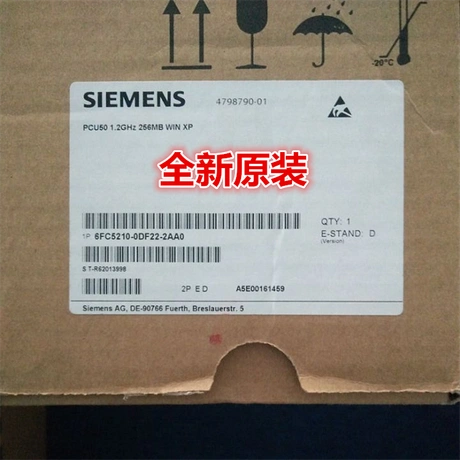 -20°C
SIEMENS
4798790-01
PCU50 1.2GHz 256MB WIN XP
全新原装
1P 6FC5210-0DF22-2AA0
QTY: 1
E-STAND: D
(Version)
S T-R62013998
2P E D A5E00161459
Siemens AG, DE-90766 Fuerth, Breslauerstr. 5